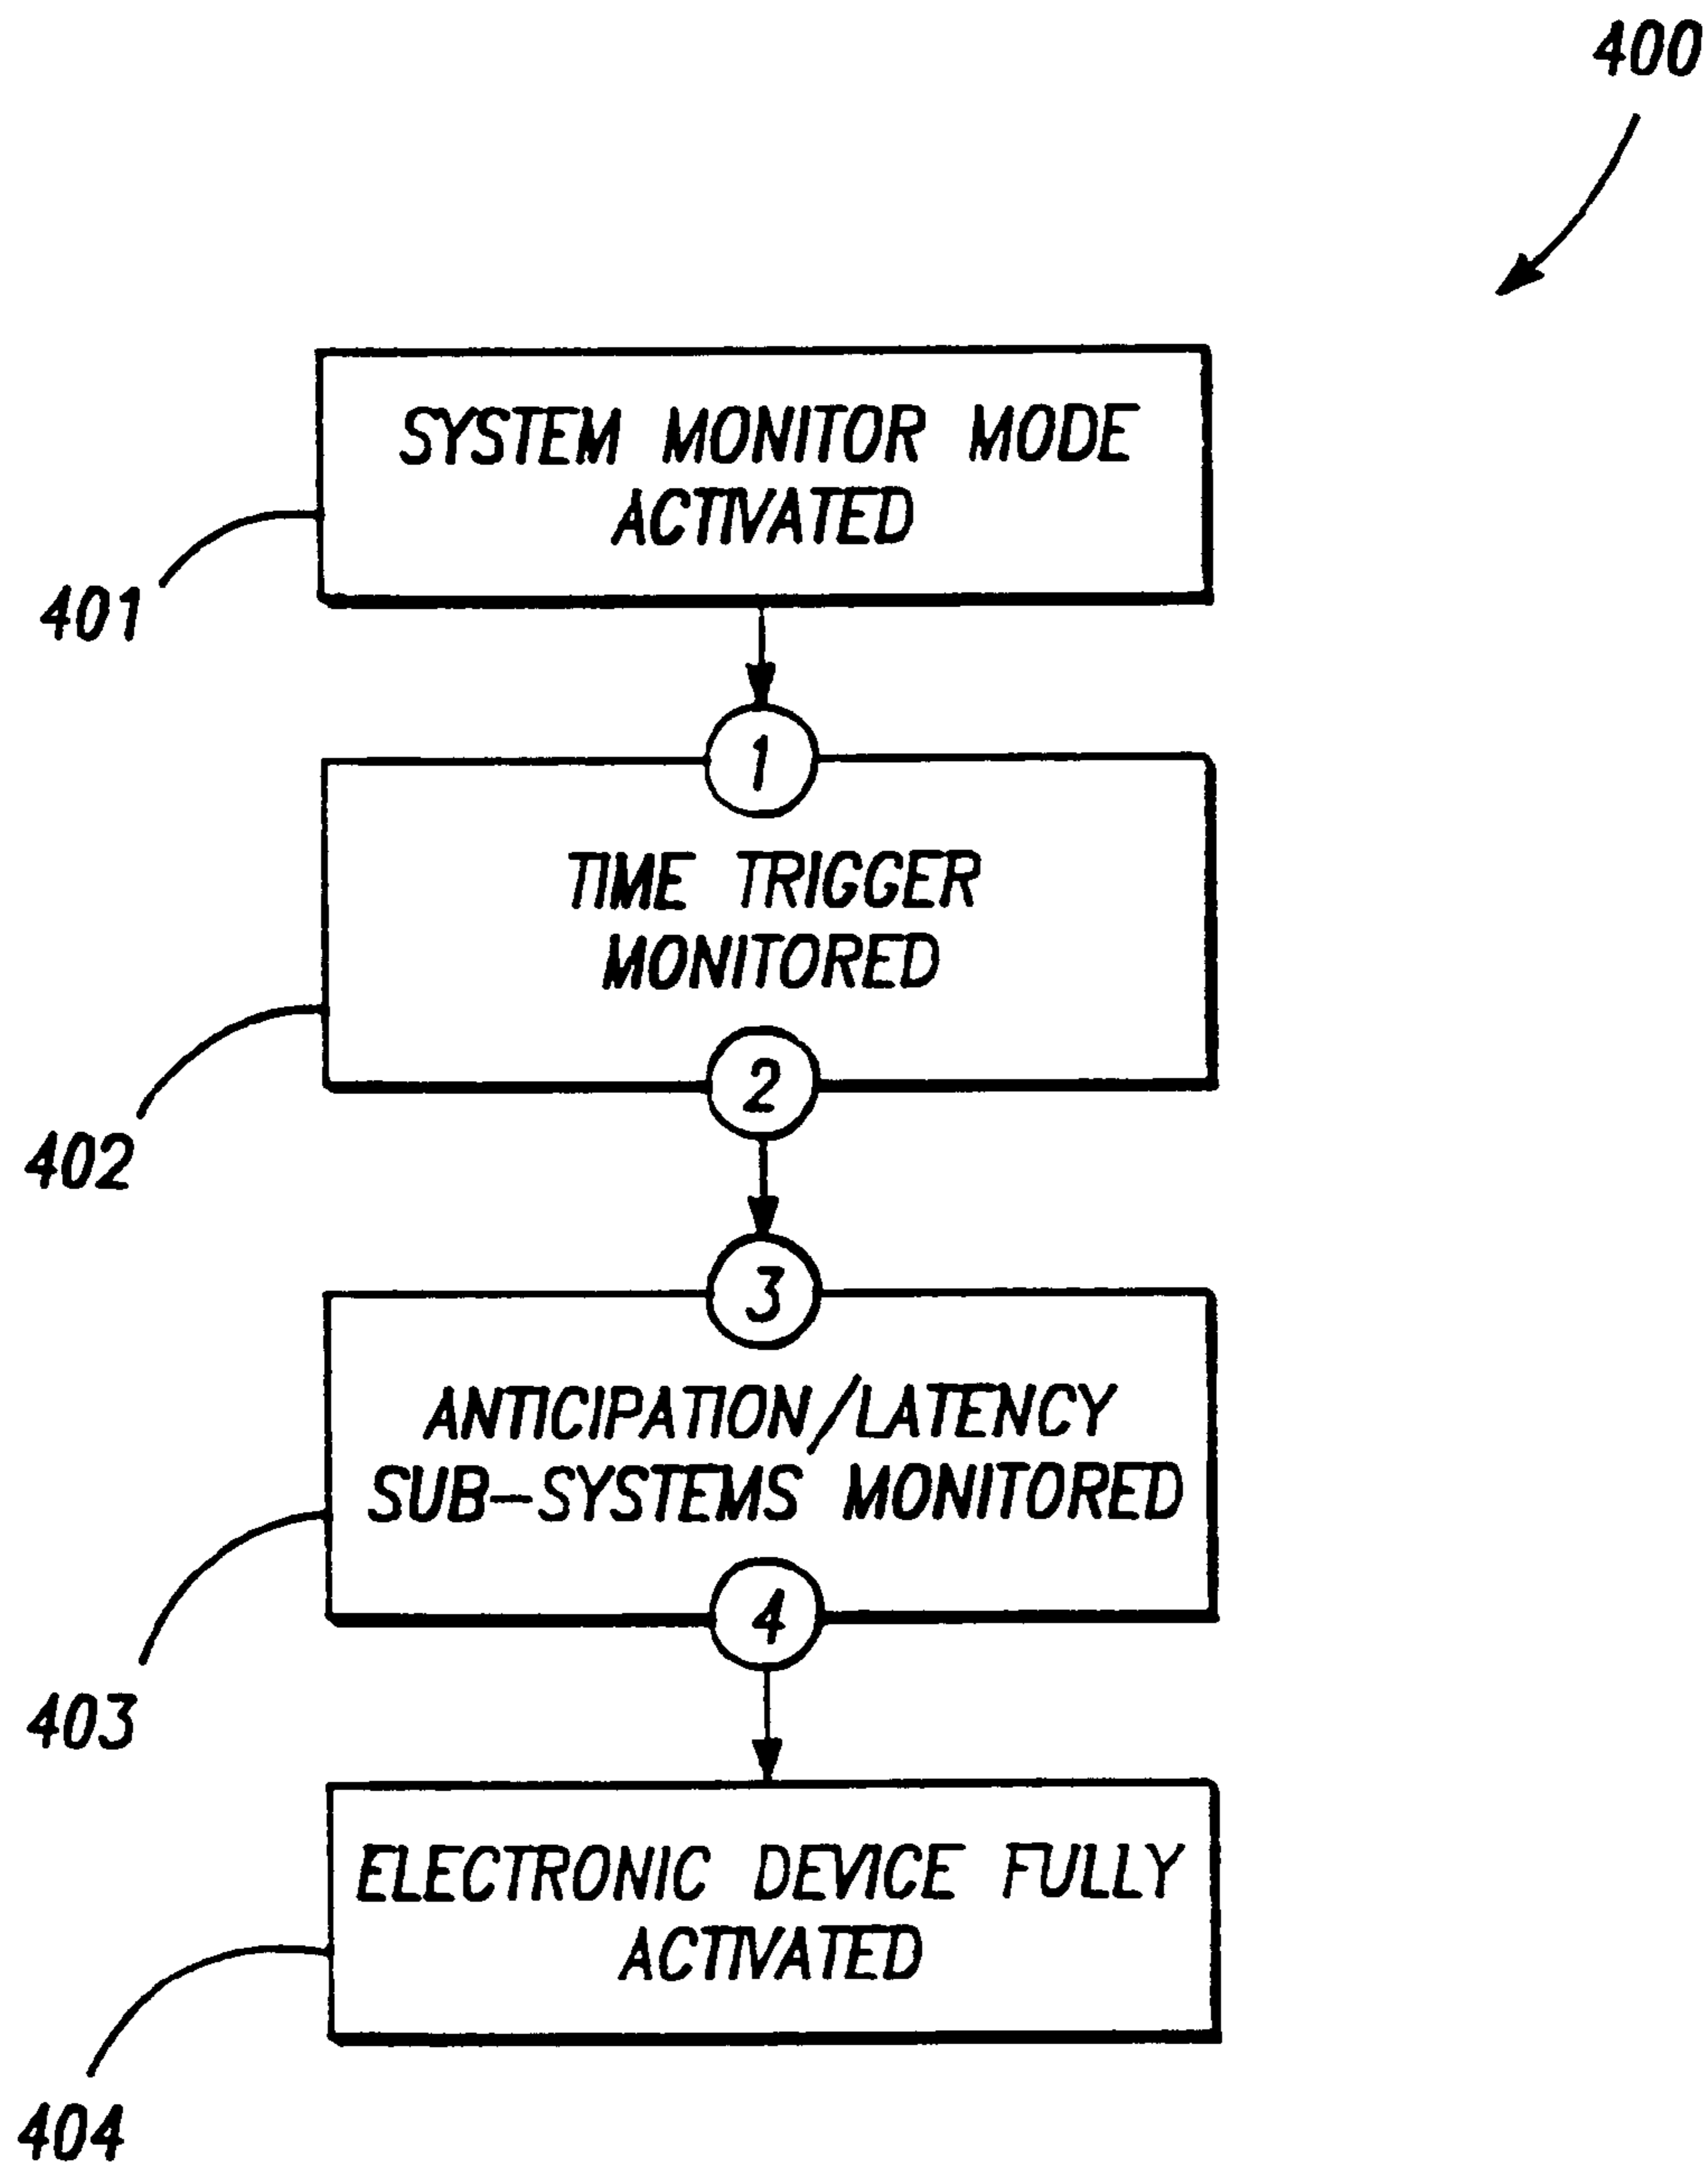 400
SYSTEM MONITOR MODE
ACTIVATED
401
1
TIME TRIGGER
MONITORED
2
402
3
ANTICIPATION/LATENCY
SUB-SYSTEMS MONITORED
4
403
ELECTRONIC DEVICE FULLY
ACTIVATED
404